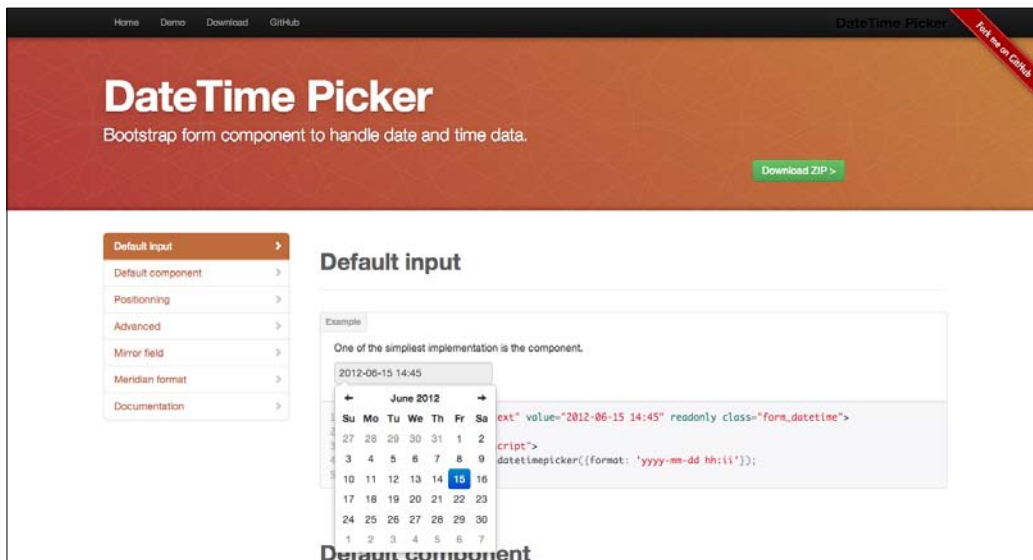 Home Demo Download GitHub
DateTime Picker
Fork me on GitHub
DateTime Picker
Bootstrap form component to handle date and time data.
Download ZIP >
Default input
Default component
Positionning
Advanced
Mirror field
Meridian format
Documentation
Default input
Example
One of the simpliest implementation is the component.
2012-06-15 14:45
June 2012
Su Mo Tu We Th Fr Sa
27 28 29 30 31 1 2
3 4 5 6 7 8 9
10 11 12 13 14 15 16
17 18 19 20 21 22 23
24 25 26 27 28 29 30
1 2 3 4 5 6 7
ext" value="2012-06-15 14:45" readonly class="form_datetime">
cript">
datetimepicker({format: 'yyyy-mm-dd hh:ii'});
Default component